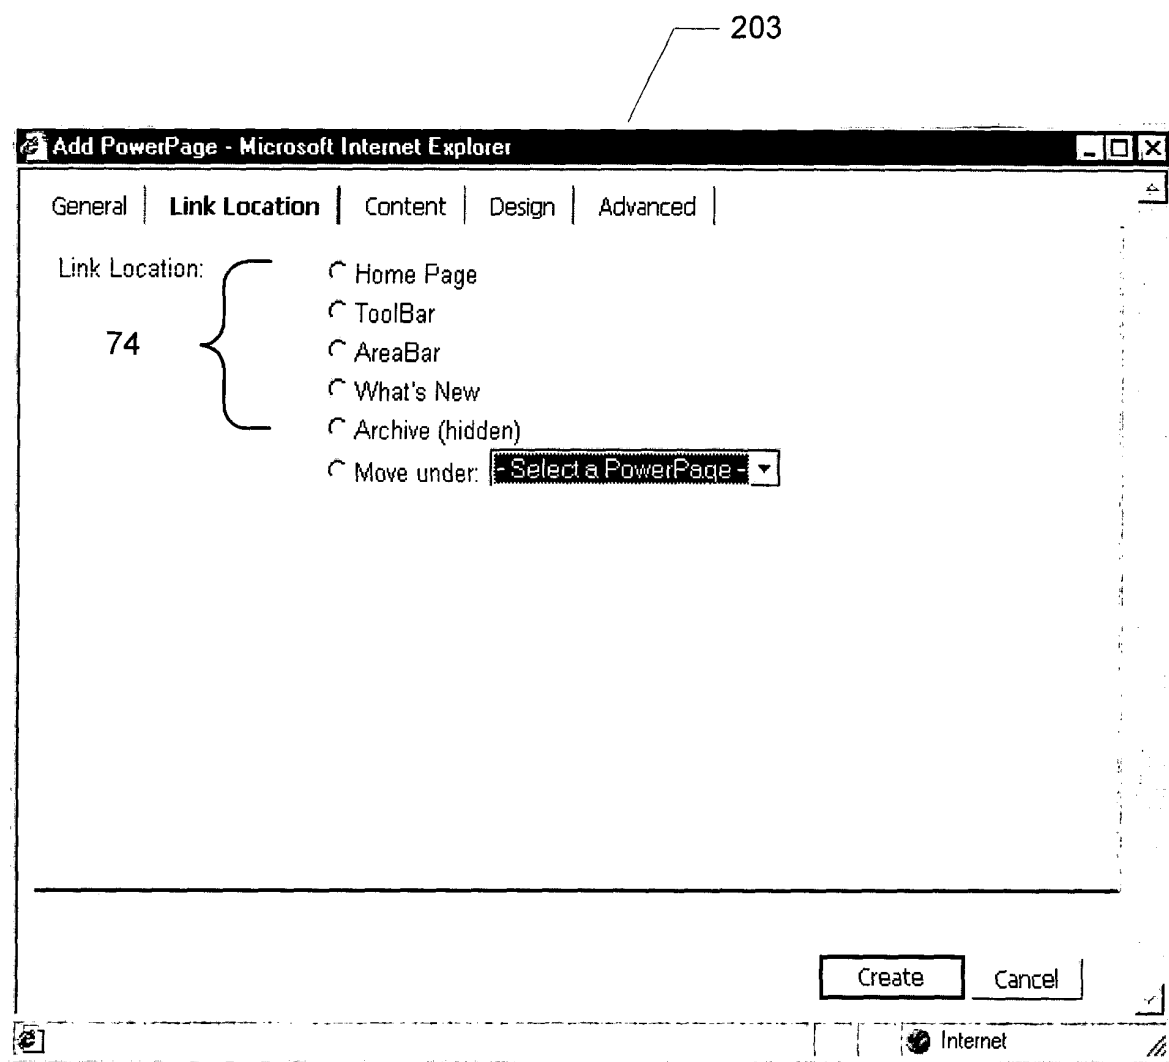 203
Add PowerPage - Microsoft Internet Explorer
General | Link Location | Content | Design | Advanced |
Link Location:
74
Home Page
ToolBar
AreaBar
What's New
Archive (hidden)
Move under: - Select a PowerPage -
Create Cancel
Internet